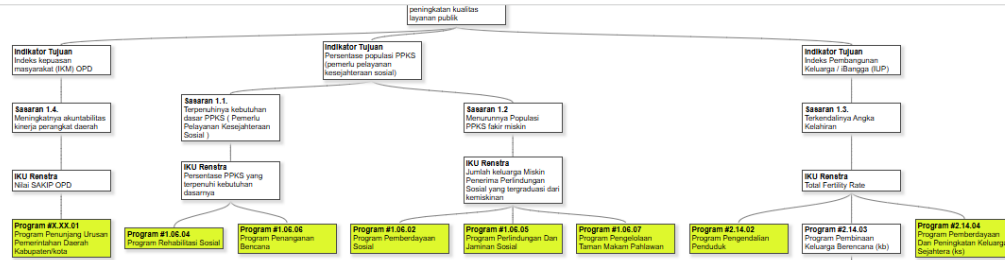 peningkatan kualitas
layanan publik
Indikator Tujuan
Indeks kepuasan
masyarakat (IKM) OPD
Indikator Tujuan
Persentase populasi PPKS
(pemerlu pelayanan
kesejahteraan sosial)
Indikator Tujuan
Indeks Pembangunan
Keluarga / iBangga (IUP)
Sasaran 1.4.
Meningkatnya akuntabilitas
kinerja perangkat daerah
Sasaran 1.1.
Terpenuhinya kebutuhan
dasar PPKS ( Pemerlu
Pelayanan Kesejahteraan
Sosial )
Sasaran 1.2
Menurunnya Populasi
PPKS fakir miskin
Sasaran 1.3.
Terkendalinya Angka
Kelahiran
IKU Renstra
Nilai SAKIP OPD
IKU Renstra
Persentase PPKS yang
terpenuhi kebutuhan
dasarnya
IKU Renstra
Jumlah keluarga Miskin
Penerima Perlindungan
Sosial yang tergraduasi dari
kemiskinan
IKU Renstra
Total Fertility Rate
Program #X.XX.01
Program Penunjang Urusan
Pemerintahan Daerah
Kabupaten/kota
Program #1.06.04
Program Rehabilitasi Sosial
Program #1.06.06
Program Penanganan
Bencana
Program #1.06.02
Program Pemberdayaan
Sosial
Program #1.06.05
Program Perlindungan Dan
Jaminan Sosial
Program #1.06.07
Program Pengelolaan
Taman Makam Pahlawan
Program #2.14.02
Program Pengendalian
Penduduk
Program #2.14.03
Program Pembinaan
Keluarga Berencana (kb)
Program #2.14.04
Program Pemberdayaan
Dan Peningkatan Keluarga
Sejahtera (ks)